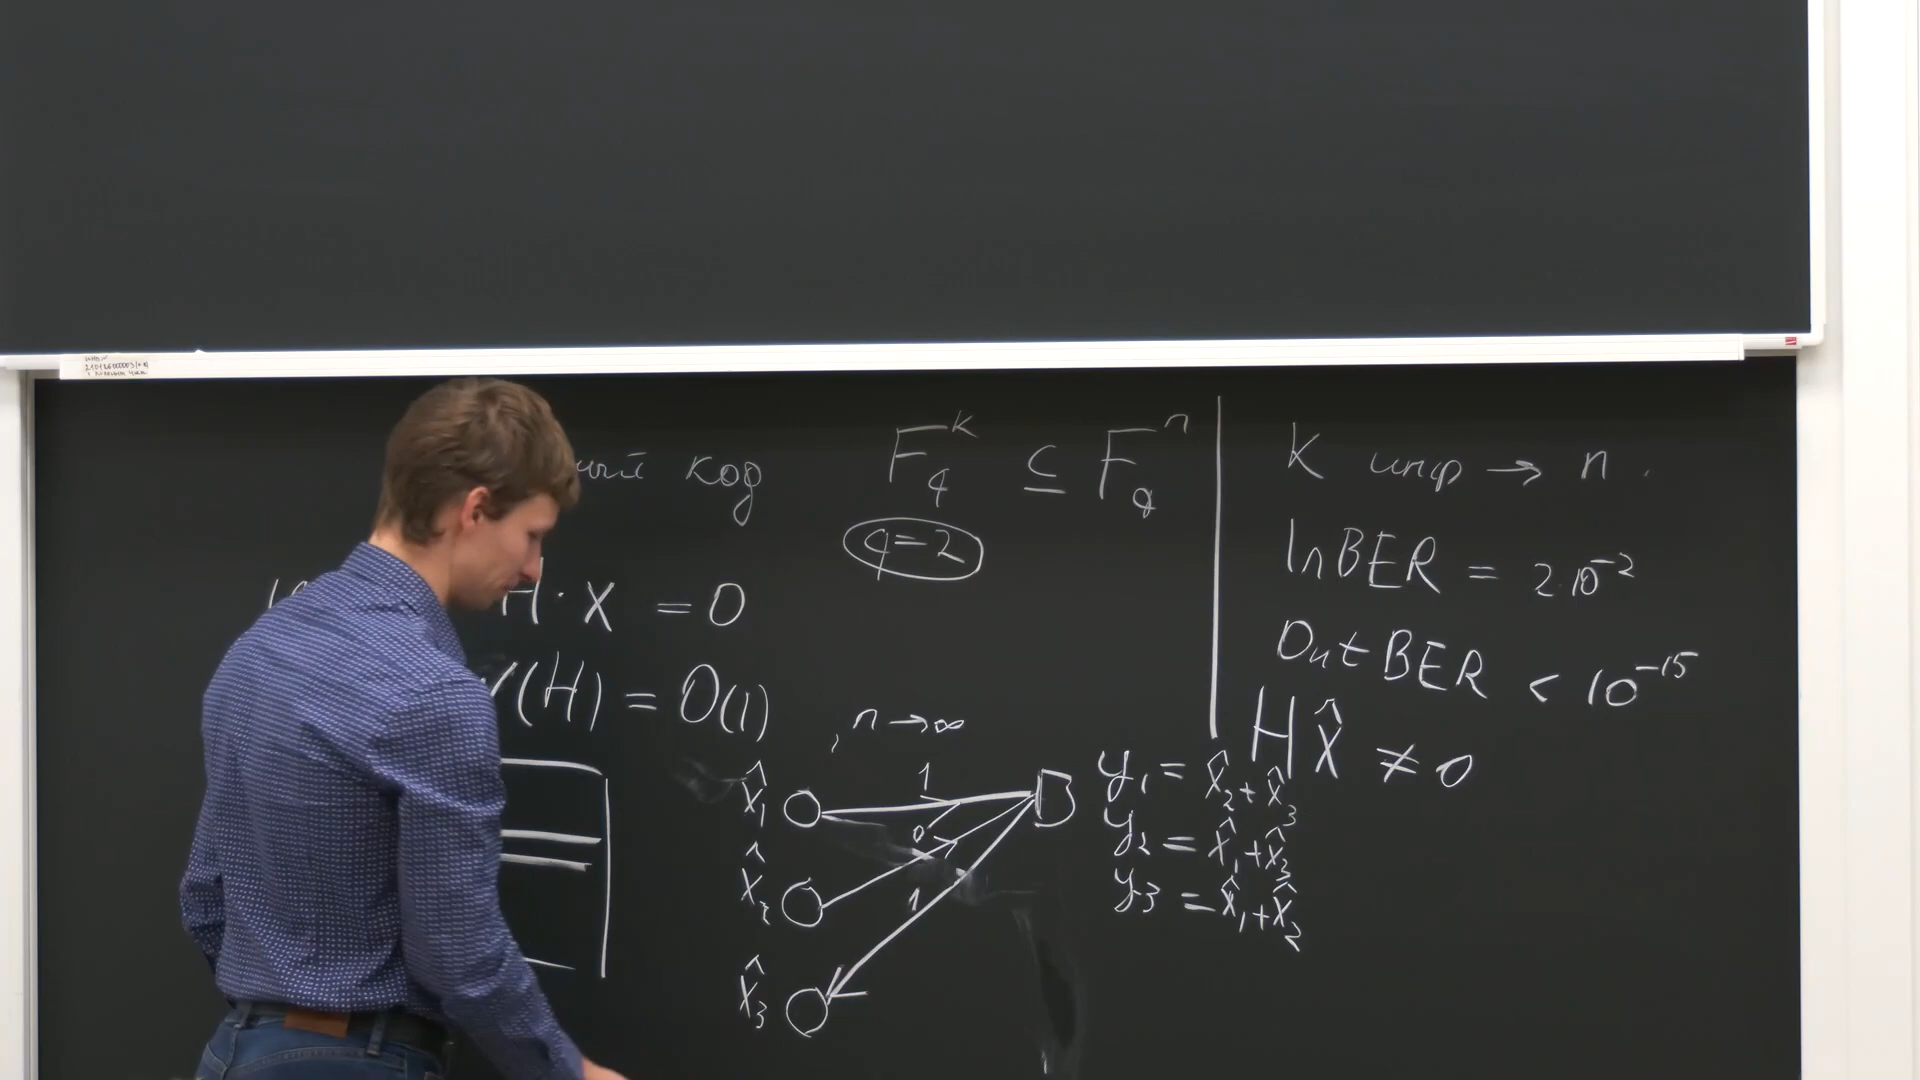 код F_q^k ⊆ F_q^n
q=2
H · X = 0
(H) = O(1) , n → ∞
x̂₁ 1
0
x̂₂ 1
x̂₃
y₁ = x̂₂ + x̂₃
y₂ = x̂₁ + x̂₃
y₃ = x̂₁ + x̂₂
K инф → n .
InBER = 2·10⁻²
OutBER < 10⁻¹⁵
H x̂ ≠ 0